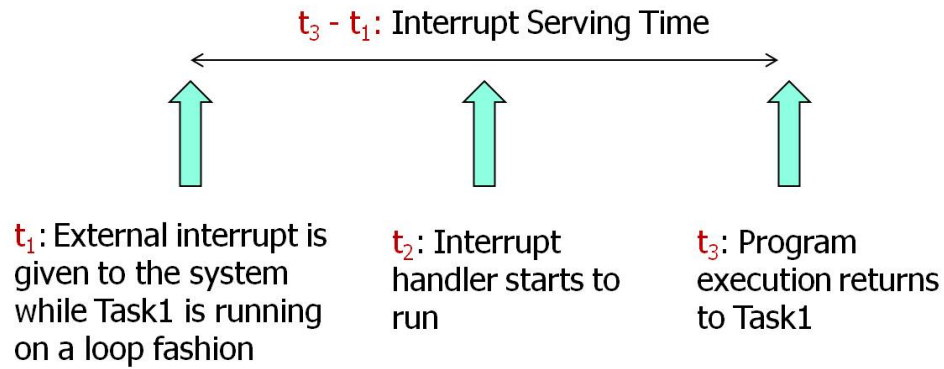 t₃ - t₁: Interrupt Serving Time
t₁: External interrupt is
given to the system
while Task1 is running
on a loop fashion
t₂: Interrupt
handler starts to
run
t₃: Program
execution returns
to Task1